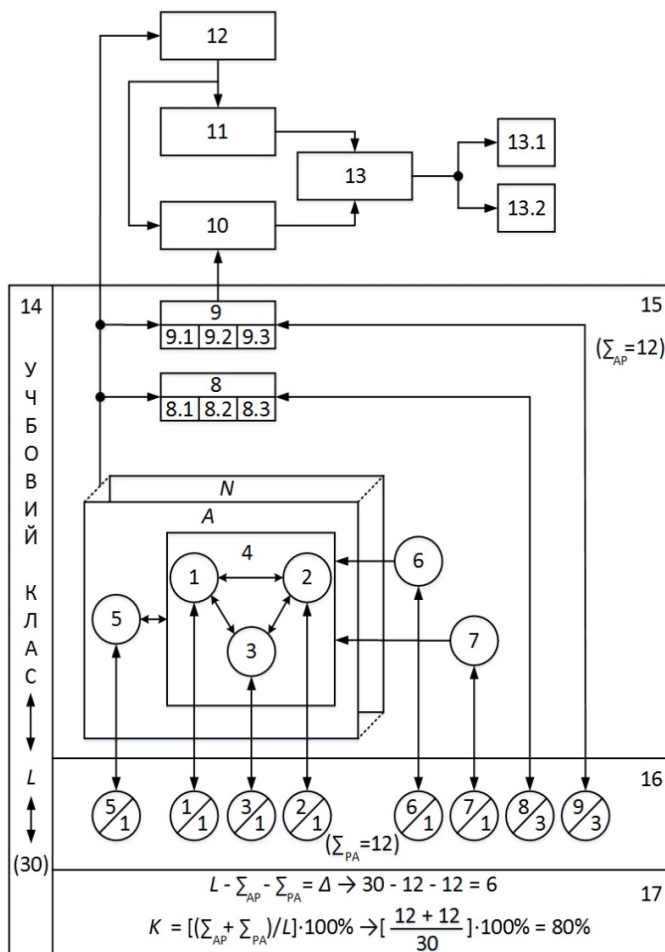 12
11
13
13.1
13.2
10
14
15
9
9.1 9.2 9.3
(∑AP=12)
8
8.1 8.2 8.3
УЧБОВИЙ КЛАС
N
A
4
1
2
3
5
6
7
L
(30)
16
5/1
1/1
3/1
2/1
6/1
7/1
8/3
9/3
(∑PA=12)
17
L - ∑AP - ∑PA = Δ → 30 - 12 - 12 = 6
K = [(∑AP + ∑PA)/L]·100% → [(12 + 12)/30]·100% = 80%